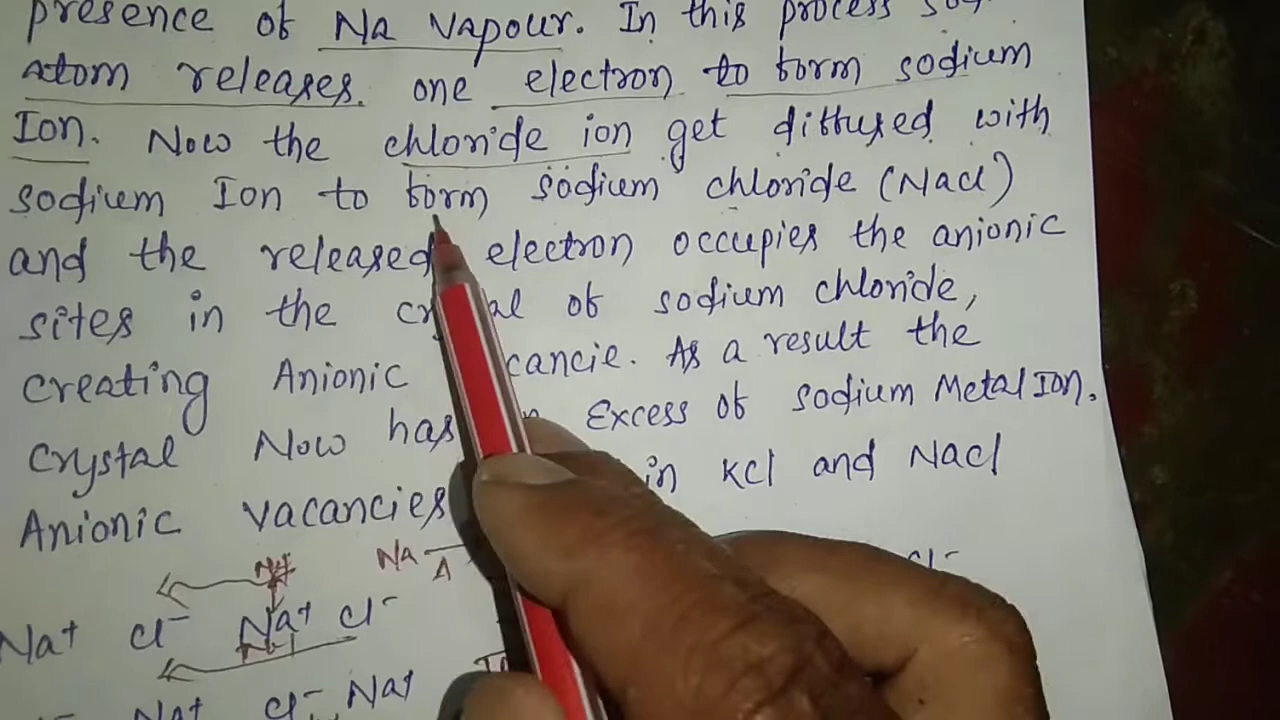 presence of Na vapour. In this process
Atom releases one electron to form sodium
Ion. Now the chloride ion get diffused with
sodium Ion to form sodium chloride (NaCl)
and the released electron occupies the anionic
sites in the of sodium chloride,
creating Anionic As a result the
crystal Now has Excess of sodium Metal Ion.
Anionic vacancies in KCl and NaCl
Na Cl-
Na+ Cl- Na+ Cl-
Na+ Cl- Na+